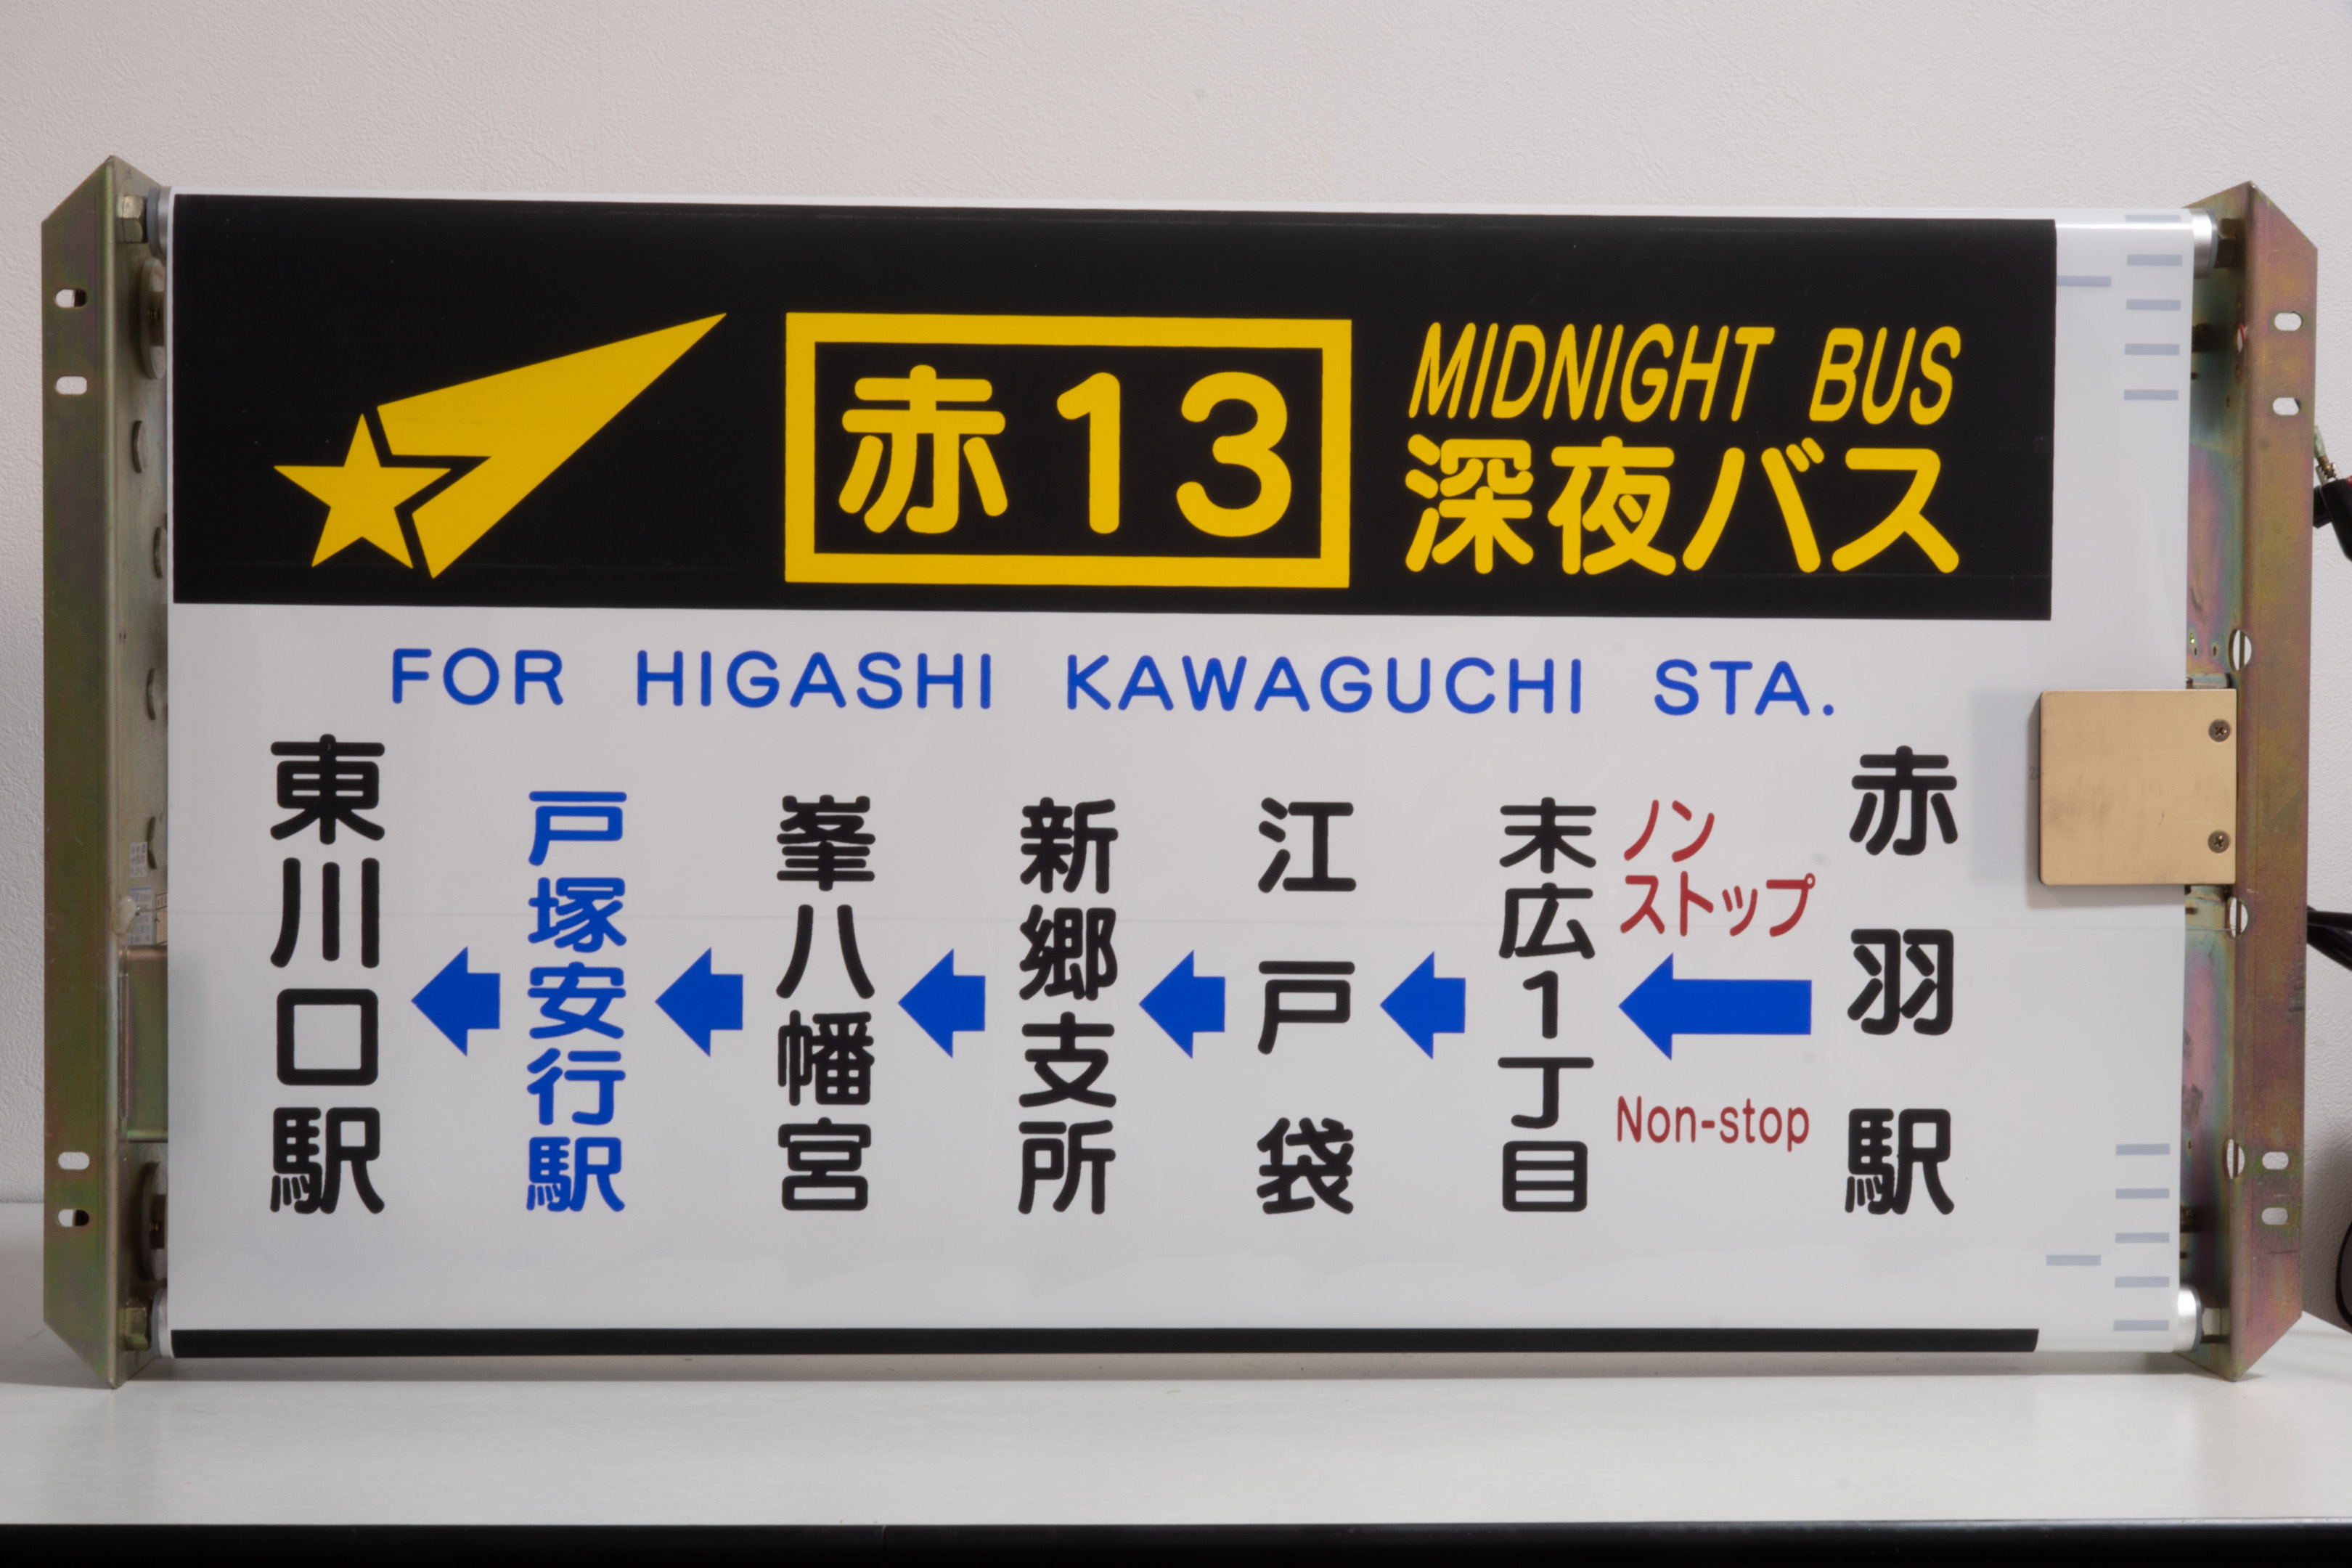 赤13
MIDNIGHT BUS
深夜バス
FOR HIGASHI KAWAGUCHI STA.
赤羽駅
ノン
ストップ
Non-stop
末広1丁目
江戸袋
新郷支所
峯八幡宮
戸塚安行駅
東川口駅